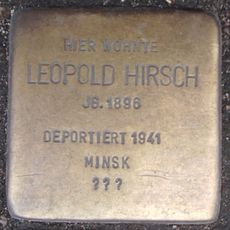 HIER WOHNTE
LEOPOLD HIRSCH
JG. 1896
DEPORTIERT 1941
MINSK
???